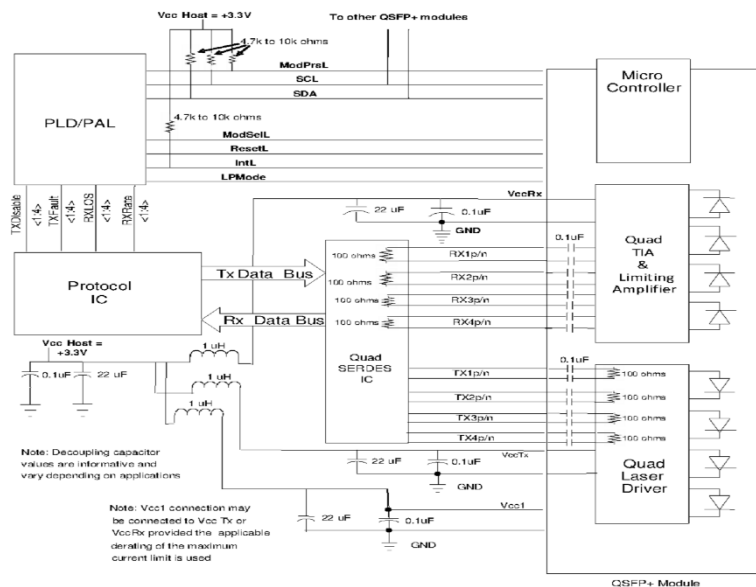 Vcc Host = +3.3V
To other QSFP+ modules
4.7k to 10k ohms
ModPrsL
SCL
SDA
Micro
Controller
PLD/PAL
4.7k to 10k ohms
ModSelL
ResetL
IntL
LPMode
TXDisable
<1:4>
TXFault
<1:4>
RXLOS
<1:4>
RXRate
<1:4>
VccRx
22 uF
0.1uF
GND
0.1uF
Quad
TIA
&
Limiting
Amplifier
Protocol
IC
Tx Data Bus
Rx Data Bus
100 ohms
RX1p/n
100 ohms
RX2p/n
100 ohms
RX3p/n
100 ohms
RX4p/n
Quad
SERDES
IC
Vcc Host =
+3.3V
0.1uF
22 uF
1 uH
1 uH
1 uH
0.1uF
TX1p/n
100 ohms
TX2p/n
100 ohms
TX3p/n
100 ohms
TX4p/n
100 ohms
VccTx
22 uF
0.1uF
GND
Quad
Laser
Driver
Note: Decoupling capacitor
values are informative and
vary depending on applications
Vcc1
22 uF
0.1uF
GND
Note: Vcc1 connection may
be connected to Vcc Tx or
VccRx provided the applicable
derating of the maximum
current limit is used
QSFP+ Module